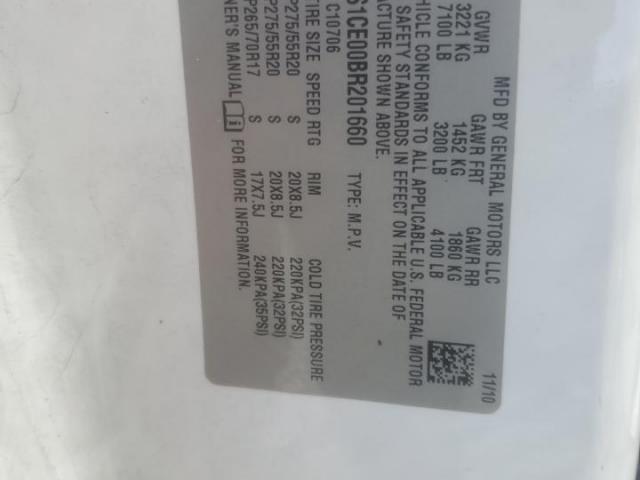 MFD BY GENERAL MOTORS LLC 11/10
GVWR GAWR FRT GAWR RR
3221 KG 1452 KG 1860 KG
7100 LB 3200 LB 4100 LB
HICLE CONFORMS TO ALL APPLICABLE U.S. FEDERAL MOTOR
SAFETY STANDARDS IN EFFECT ON THE DATE OF
ACTURE SHOWN ABOVE.
S1CE00BR201660 TYPE: M.P.V.
C10706
TIRE SIZE SPEED RTG RIM COLD TIRE PRESSURE
P275/55R20 S 20X8.5J 220KPA(32PSI)
P275/55R20 S 20X8.5J 220KPA(32PSI)
P265/70R17 S 17X7.5J 240KPA(35PSI)
NER'S MANUAL FOR MORE INFORMATION.